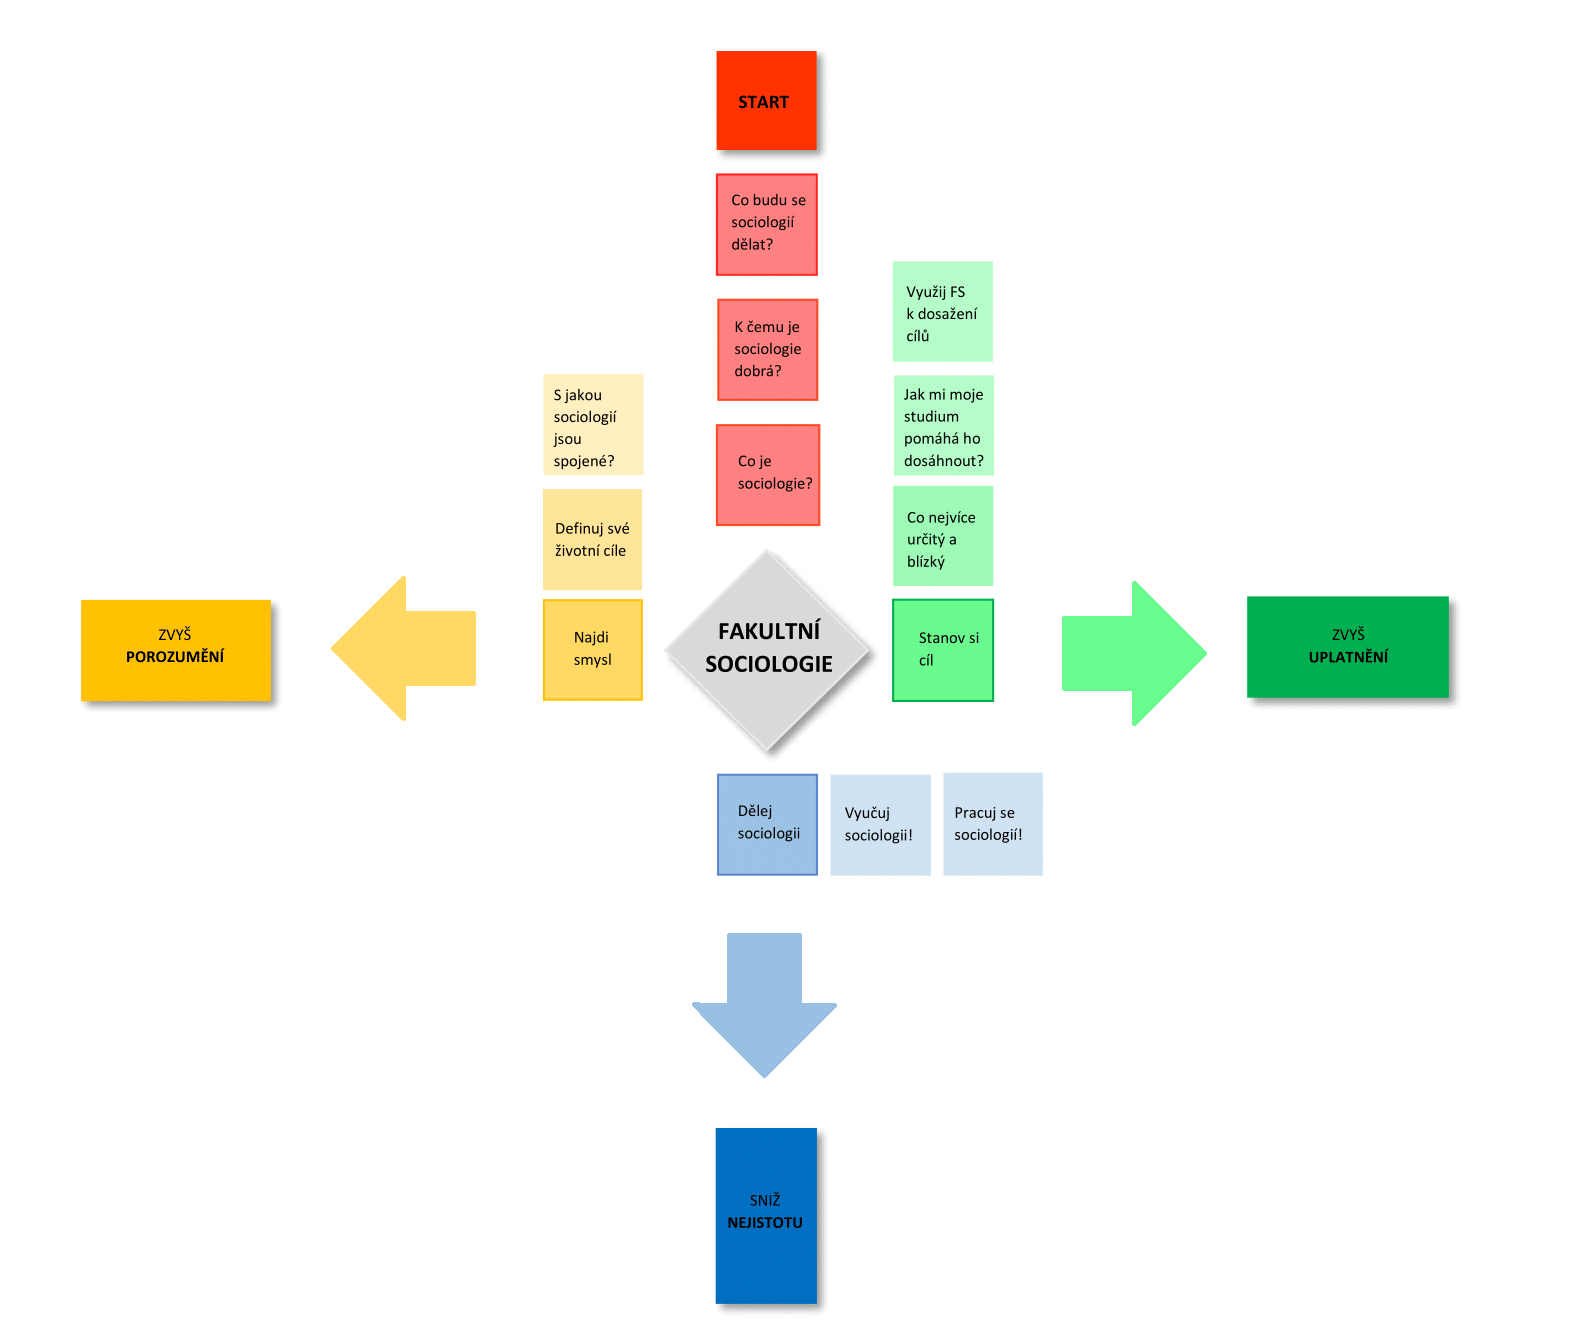 START
Co budu se
sociologií
dělat?
K čemu je
sociologie
dobrá?
Co je
sociologie?
Využij FS
k dosažení
cílů
Jak mi moje
studium
pomáhá ho
dosáhnout?
Co nejvíce
určitý a
blízký
Stanov si
cíl
S jakou
sociologií
jsou
spojené?
Definuj své
životní cíle
Najdi
smysl
FAKULTNÍ
SOCIOLOGIE
ZVYŠ
POROZUMĚNÍ
ZVYŠ
UPLATNĚNÍ
Dělej
sociologii
Vyučuj
sociologii!
Pracuj se
sociologií!
SNIŽ
NEJISTOTU